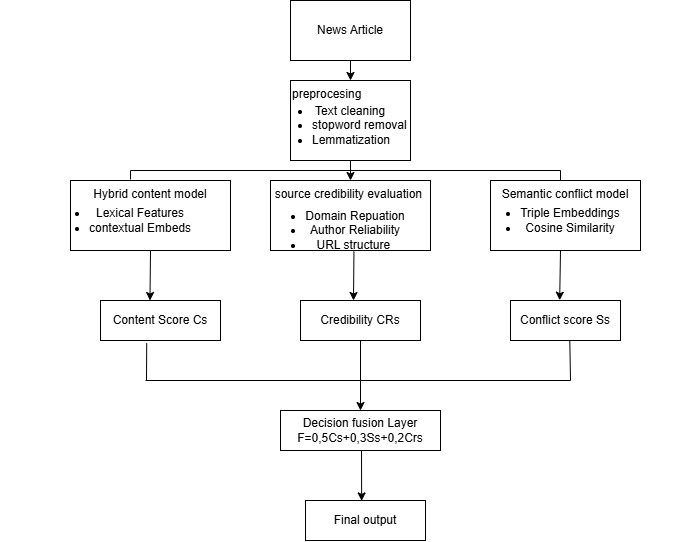 News Article
preprocesing
• Text cleaning
• stopword removal
• Lemmatization
Hybrid content model
• Lexical Features
• contextual Embeds
source credibility evaluation
• Domain Repuation
• Author Reliability
• URL structure
Semantic conflict model
• Triple Embeddings
• Cosine Similarity
Content Score Cs
Credibility CRs
Conflict score Ss
Decision fusion Layer
F=0,5Cs+0,3Ss+0,2Crs
Final output